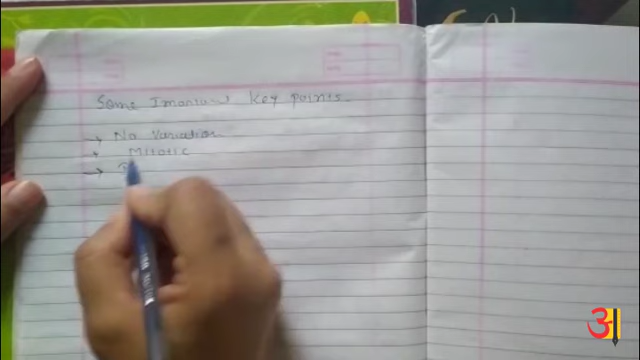 Some Imortant Key points.
→ No Variation
Mitotic
→